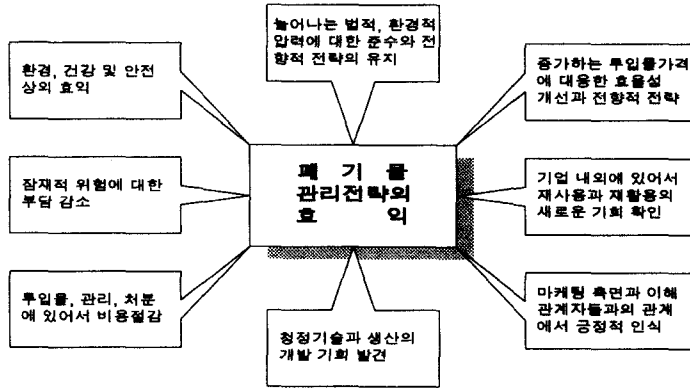 늘어나는 법적, 환경적
압력에 대한 준수와 전
향적 전략의 유지
환경, 건강 및 안전
상의 효익
증가하는 투입물가격
에 대응한 효율성
개선과 전향적 전략
폐 기 물
관리전략의
효 익
잠재적 위험에 대한
부담 감소
기업 내외에 있어서
재사용과 재활용의
새로운 기회 확인
투입물, 관리, 처분
에 있어서 비용절감
청정기술과 생산의
개발 기회 발견
마케팅 측면과 이해
관계자들과의 관계
에서 긍정적 인식